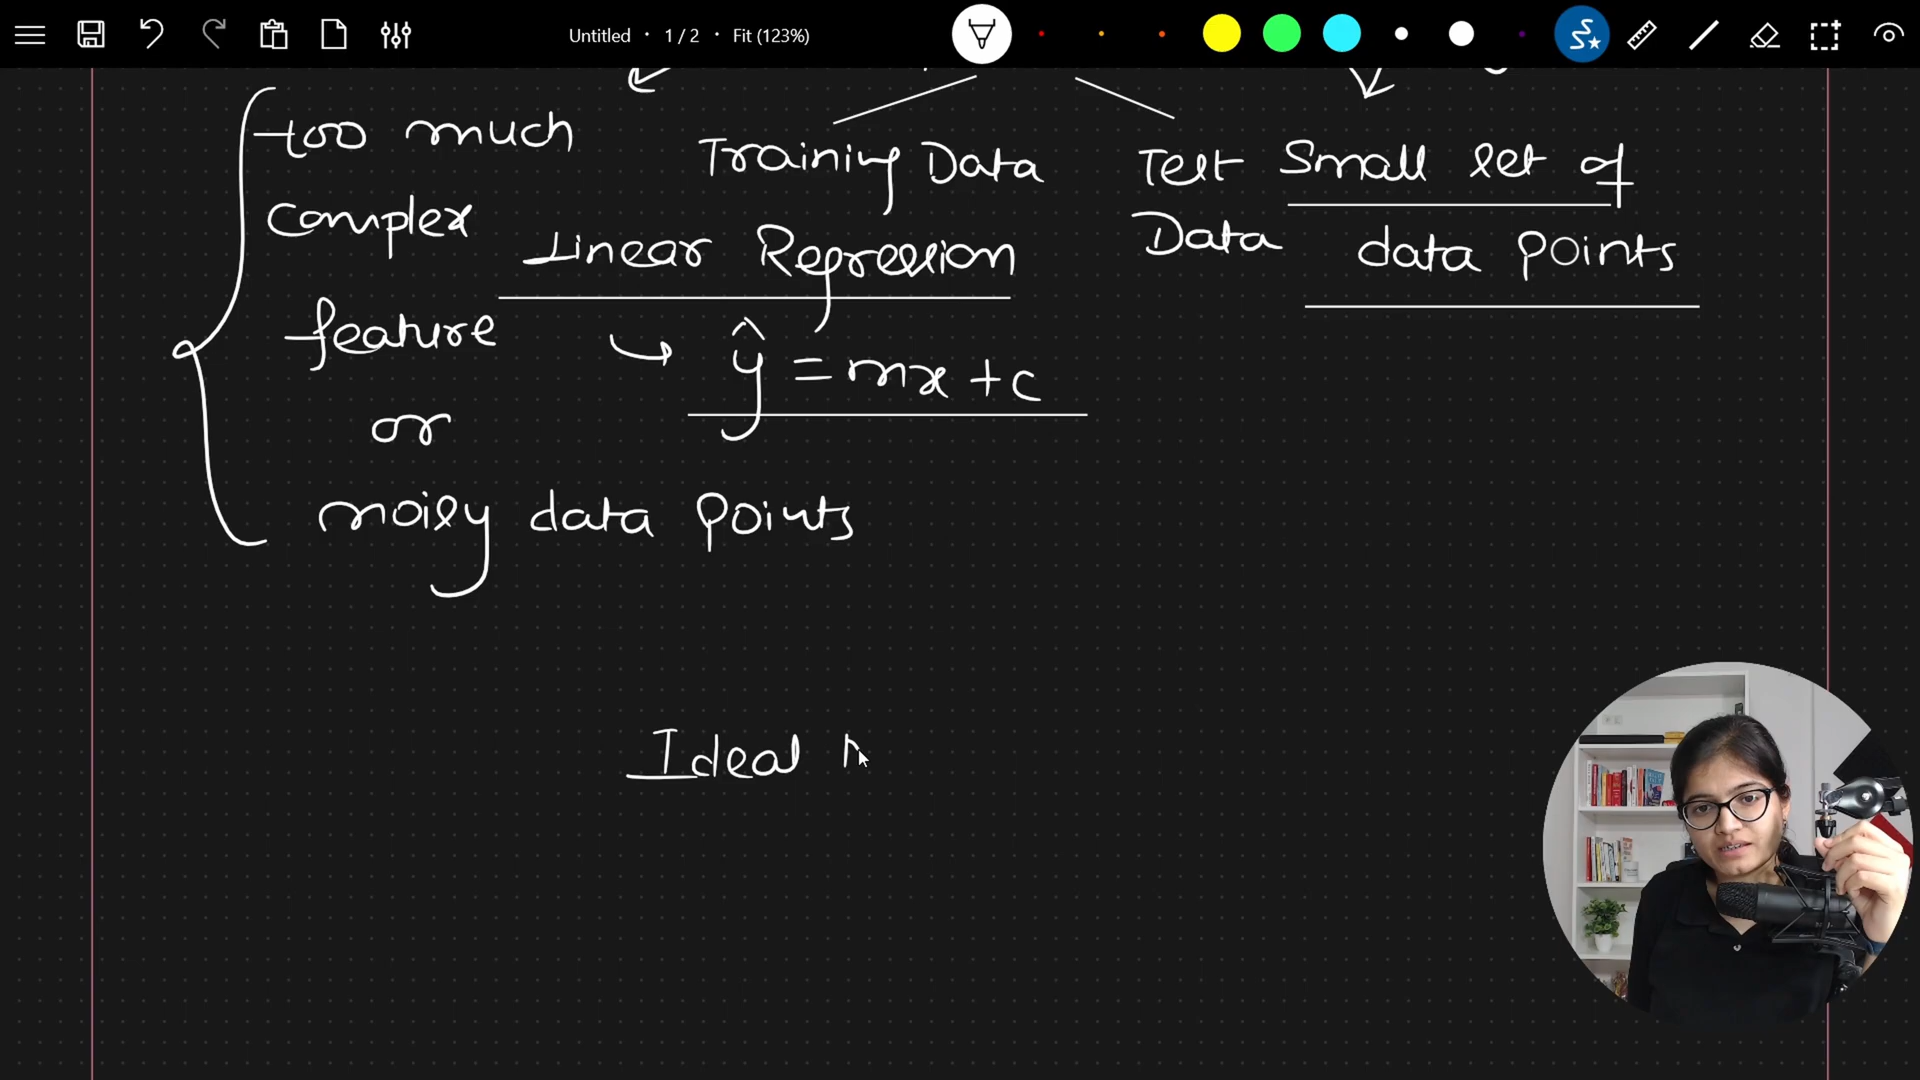 Untitled • 1 / 2 • Fit (123%)
too much
complex
feature
or
noisy data points
Training Data
Linear Regression
ŷ = mx + c
Test
Data
Small set of
data points
Ideal